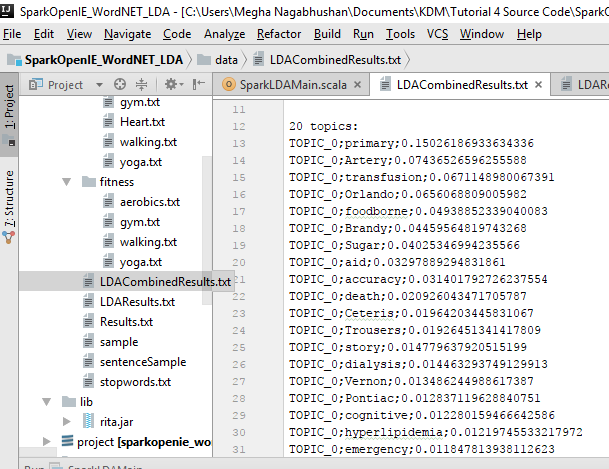 SparkOpenIE_WordNET_LDA - [C:\Users\Megha Nagabhushan\Documents\KDM\Tutorial 4 Source Code\SparkO
File Edit View Navigate Code Analyze Refactor Build Run Tools VCS Window Help
SparkOpenIE_WordNET_LDA data LDACombinedResults.txt
1: Project
7: Structure
Project
SparkLDAMain.scala LDACombinedResults.txt LDARe
gym.txt
Heart.txt
walking.txt
yoga.txt
fitness
aerobics.txt
gym.txt
walking.txt
yoga.txt
LDACombinedResults.txt
LDAResults.txt
Results.txt
sample
sentenceSample
stopwords.txt
lib
rita.jar
project [sparkopenie_wo
11
12 20 topics:
13 TOPIC_0;primary;0.15026186933634336
14 TOPIC_0;Artery;0.07436526596255588
15 TOPIC_0;transfusion;0.0671148980067391
16 TOPIC_0;Orlando;0.0656068809005982
17 TOPIC_0;foodborne;0.04938852339040083
18 TOPIC_0;Brandy;0.04459564819743268
19 TOPIC_0;Sugar;0.04025346994235566
20 TOPIC_0;aid;0.03297889294831861
21 TOPIC_0;accuracy;0.031401792726237554
22 TOPIC_0;death;0.020926043471705787
23 TOPIC_0;Ceteris;0.01964203445831067
24 TOPIC_0;Trousers;0.01926451341417809
25 TOPIC_0;story;0.01477963792051519​9
26 TOPIC_0;dialysis;0.014463293749129913
27 TOPIC_0;Vernon;0.013486244988617387
28 TOPIC_0;Pontiac;0.012837119628840751
29 TOPIC_0;cognitive;0.012280159466642586
30 TOPIC_0;hyperlipidemia;0.01219745533217972
31 TOPIC_0;emergency;0.011847813938112623
Run SparkLDAMain